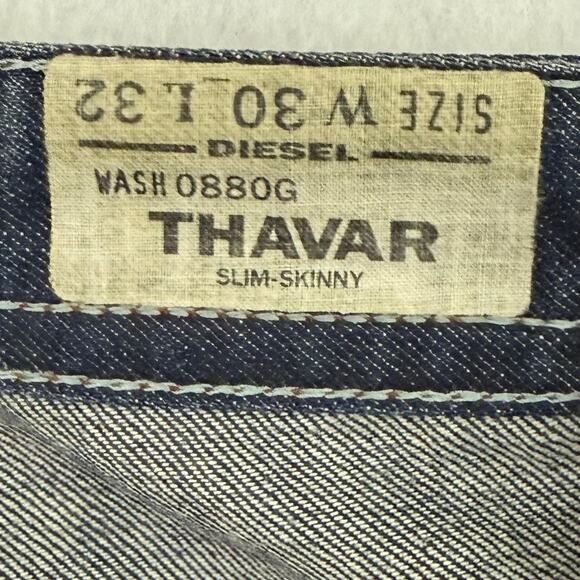 SIZE W 30 L 32
DIESEL
WASH 0880G
THAVAR
SLIM-SKINNY